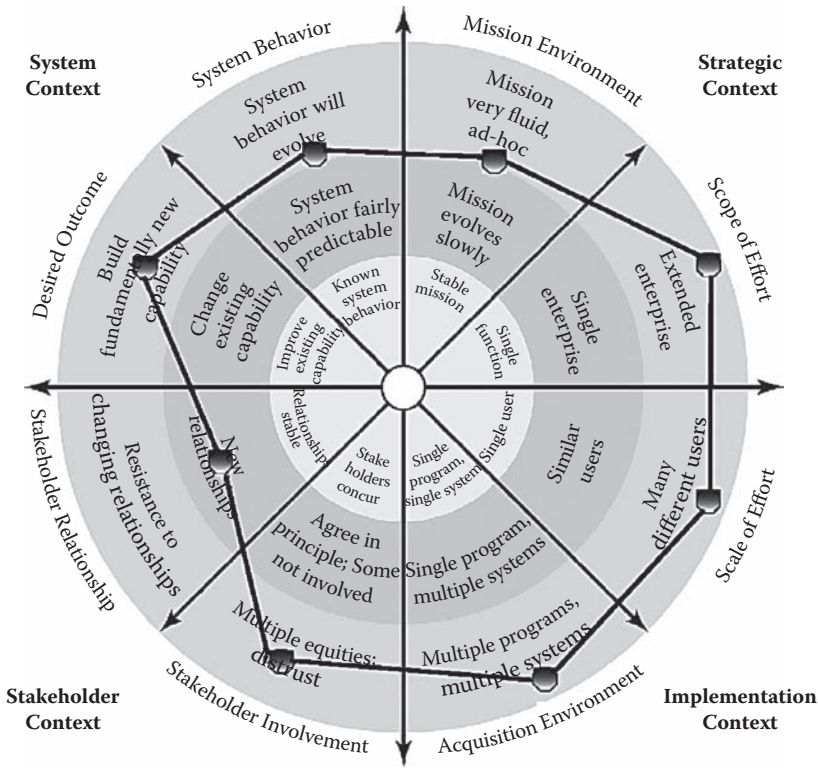 System
Context
System Behavior
Mission Environment
Strategic
Context
System
behavior will
evolve
Mission
very fluid,
ad-hoc
Desired Outcome
Build
fundamentally new
capability
System
behavior fairly
predictable
Mission
evolves
slowly
Scope of Effort
Extended
enterprise
Change
existing
capability
Known
system
behavior
Stable
mission
Single
enterprise
Improve
existing
capability
Single
function
Stakeholder Relationship
Resistance to
changing relationships
New
relationships
Relationships
stable
Stake
holders
concur
Single
program,
single system
Single user
Similar
users
Many
different users
Scale of Effort
Agree in
principle; Some
not involved
Single program,
multiple systems
Multiple equities;
distrust
Multiple programs,
multiple systems
Stakeholder
Context
Stakeholder Involvement
Acquisition Environment
Implementation
Context